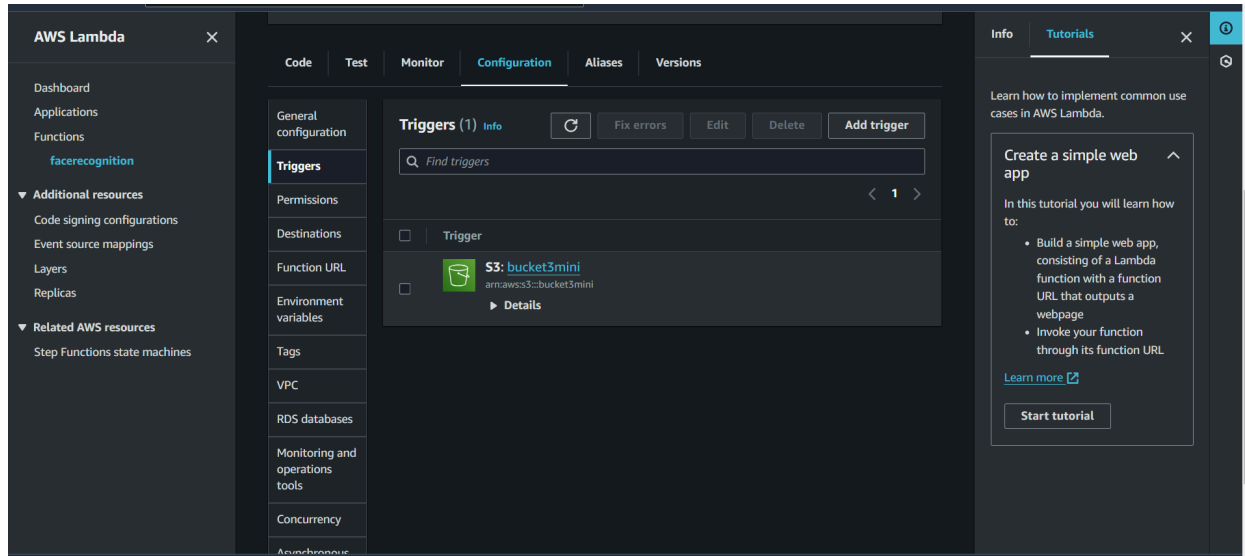 AWS Lambda
Dashboard
Applications
Functions
facerecognition
Additional resources
Code signing configurations
Event source mappings
Layers
Replicas
Related AWS resources
Step Functions state machines
Code
Test
Monitor
Configuration
Aliases
Versions
General
configuration
Triggers
Permissions
Destinations
Function URL
Environment
variables
Tags
VPC
RDS databases
Monitoring and
operations
tools
Concurrency
Asynchronous
Triggers (1) Info
Fix errors
Edit
Delete
Add trigger
Find triggers
1
Trigger
S3: bucket3mini
arn:aws:s3:::bucket3mini
Details
Info
Tutorials
Learn how to implement common use
cases in AWS Lambda.
Create a simple web
app
In this tutorial you will learn how
to:
• Build a simple web app,
consisting of a Lambda
function with a function
URL that outputs a
webpage
• Invoke your function
through its function URL
Learn more
Start tutorial